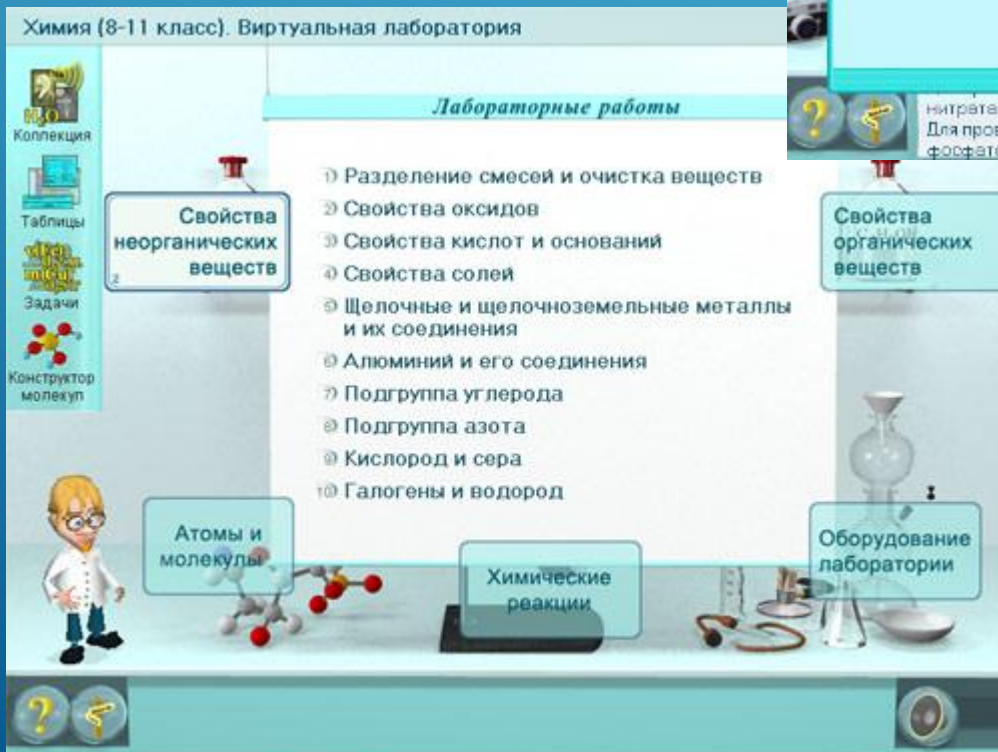 Химия (8-11 класс). Виртуальная лаборатория
H₂O
Коллекция
Таблицы
Задачи
Конструктор
молекул
Лабораторные работы
1) Разделение смесей и очистка веществ
2) Свойства оксидов
3) Свойства кислот и оснований
4) Свойства солей
5) Щелочные и щелочноземельные металлы
и их соединения
6) Алюминий и его соединения
7) Подгруппа углерода
8) Подгруппа азота
9) Кислород и сера
10) Галогены и водород
Свойства
неорганических
веществ
2
Свойства
органических
веществ
Атомы и
молекулы
Химические
реакции
Оборудование
лаборатории
?
?
нитрата